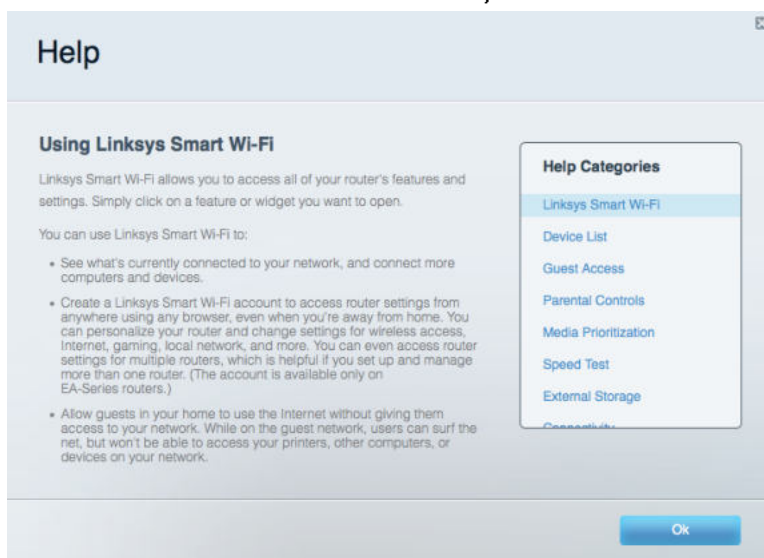 Help
Using Linksys Smart Wi-Fi
Linksys Smart Wi-Fi allows you to access all of your router's features and
settings. Simply click on a feature or widget you want to open.
You can use Linksys Smart Wi-Fi to:
• See what's currently connected to your network, and connect more
computers and devices.
• Create a Linksys Smart Wi-Fi account to access router settings from
anywhere using any browser, even when you're away from home. You
can personalize your router and change settings for wireless access,
Internet, gaming, local network, and more. You can even access router
settings for multiple routers, which is helpful if you set up and manage
more than one router. (The account is available only on
EA-Series routers.)
• Allow guests in your home to use the Internet without giving them
access to your network. While on the guest network, users can surf the
net, but won't be able to access your printers, other computers, or
devices on your network.
Help Categories
Linksys Smart Wi-Fi
Device List
Guest Access
Parental Controls
Media Prioritization
Speed Test
External Storage
Connectivity
Ok